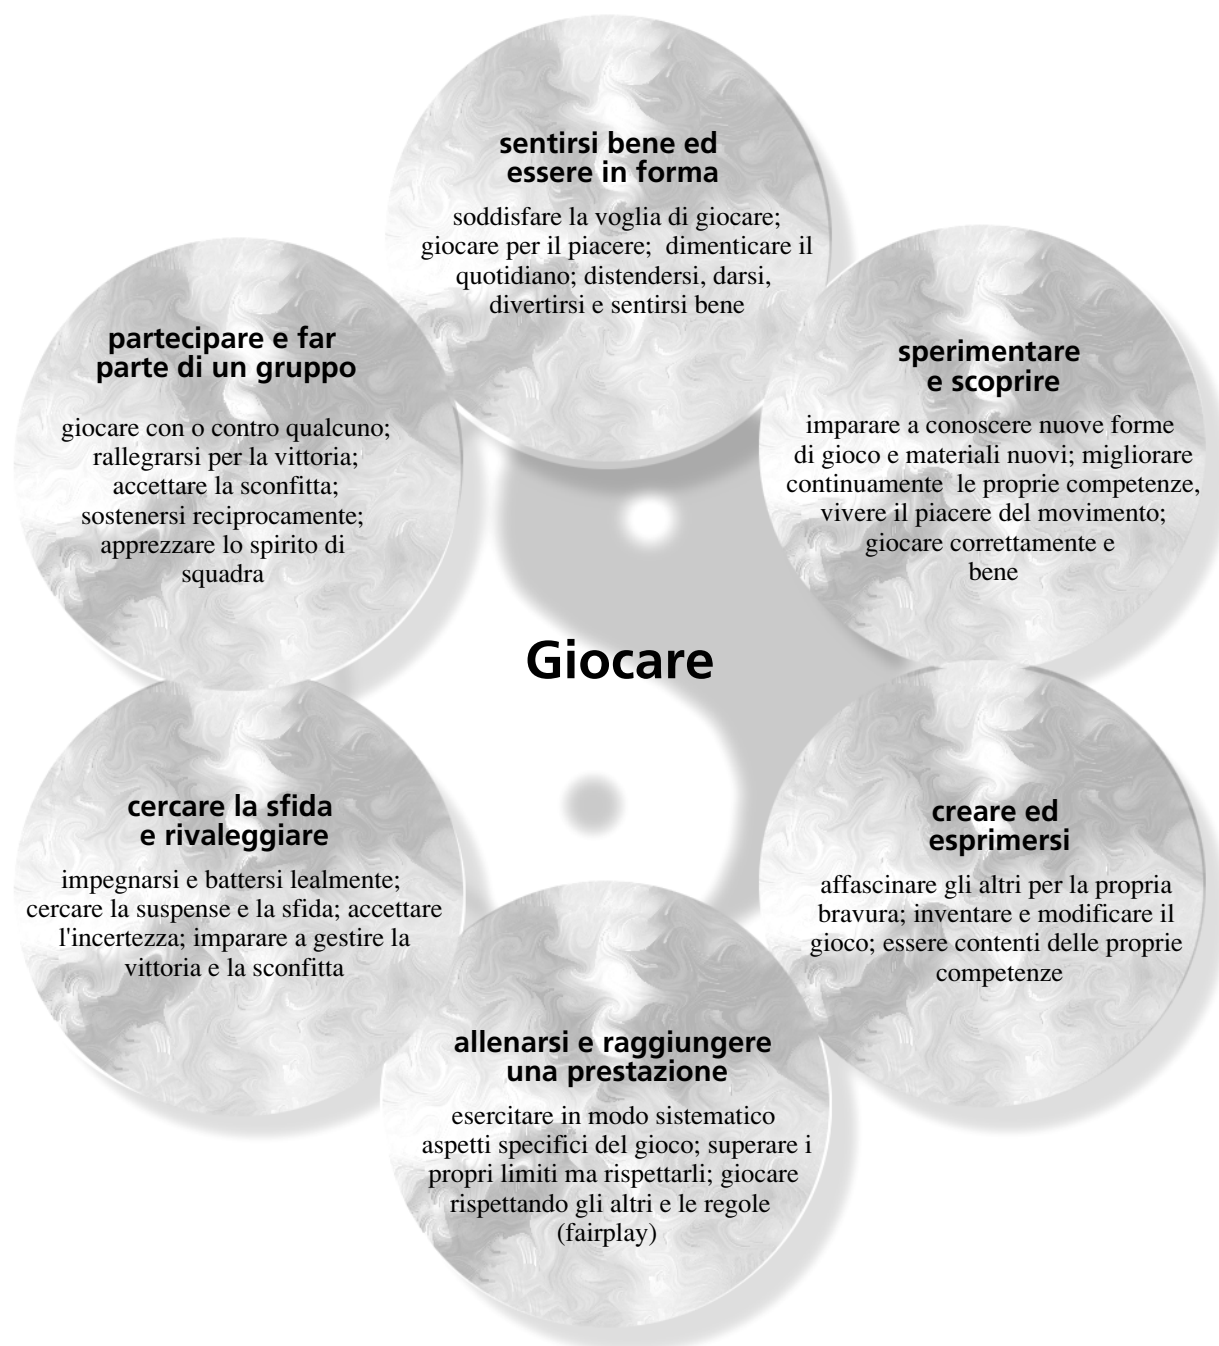 sentirsi bene ed
essere in forma
soddisfare la voglia di giocare;
giocare per il piacere; dimenticare il
quotidiano; distendersi, darsi,
divertirsi e sentirsi bene
partecipare e far
parte di un gruppo
giocare con o contro qualcuno;
rallegrarsi per la vittoria;
accettare la sconfitta;
sostenersi reciprocamente;
apprezzare lo spirito di
squadra
sperimentare
e scoprire
imparare a conoscere nuove forme
di gioco e materiali nuovi; migliorare
continuamente le proprie competenze,
vivere il piacere del movimento;
giocare correttamente e
bene
Giocare
cercare la sfida
e rivaleggiare
impegnarsi e battersi lealmente;
cercare la suspense e la sfida; accettare
l'incertezza; imparare a gestire la
vittoria e la sconfitta
creare ed
esprimersi
affascinare gli altri per la propria
bravura; inventare e modificare il
gioco; essere contenti delle proprie
competenze
allenarsi e raggiungere
una prestazione
esercitare in modo sistematico
aspetti specifici del gioco; superare i
propri limiti ma rispettarli; giocare
rispettando gli altri e le regole
(fairplay)